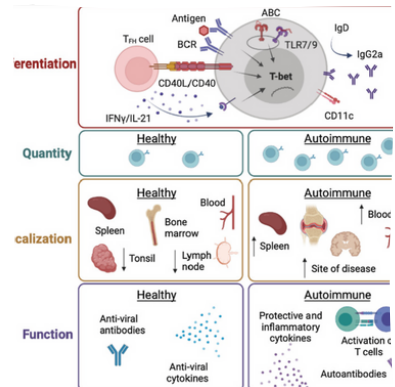 ABC
Antigen
IgD
TFH cell
BCR
TLR7/9
IgG2a
erentiation
T-bet
CD40L/CD40
IFNγ/IL-21
CD11c
Healthy
Autoimmune
Quantity
Healthy
Autoimmune
Blood
Bone
marrow
Spleen
Blood
Spleen
calization
Tonsil
Lymph
node
Site of disease
Healthy
Autoimmune
Function
Anti-viral
antibodies
Anti-viral
cytokines
Protective and
inflammatory
cytokines
Activation o
T cells
Autoantibodies